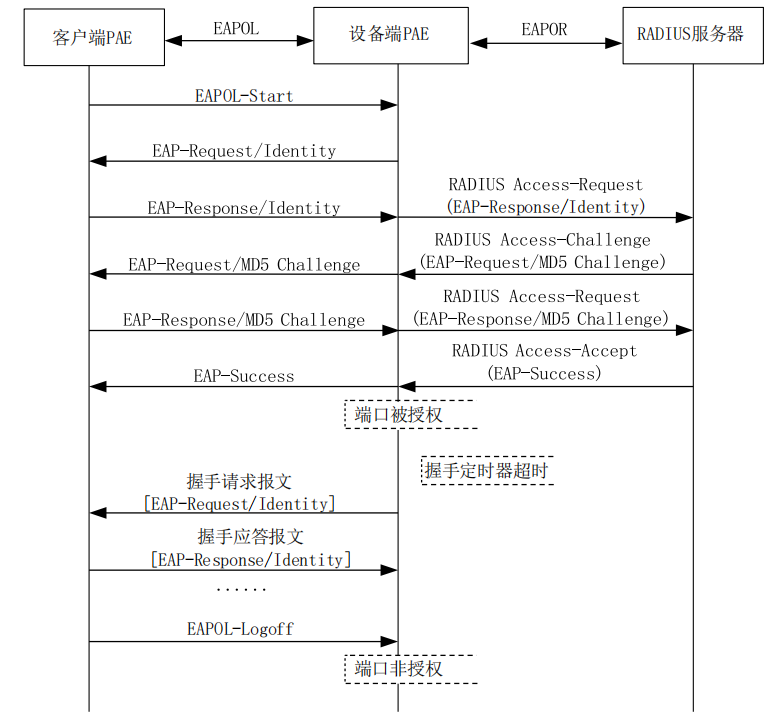 客户端PAE
EAPOL
设备端PAE
EAPOR
RADIUS服务器
EAPOL-Start
EAP-Request/Identity
EAP-Response/Identity
RADIUS Access-Request
(EAP-Response/Identity)
EAP-Request/MD5 Challenge
RADIUS Access-Challenge
(EAP-Request/MD5 Challenge)
EAP-Response/MD5 Challenge
RADIUS Access-Request
(EAP-Response/MD5 Challenge)
EAP-Success
RADIUS Access-Accept
(EAP-Success)
端口被授权
握手定时器超时
握手请求报文
[EAP-Request/Identity]
握手应答报文
[EAP-Response/Identity]
......
EAPOL-Logoff
端口非授权